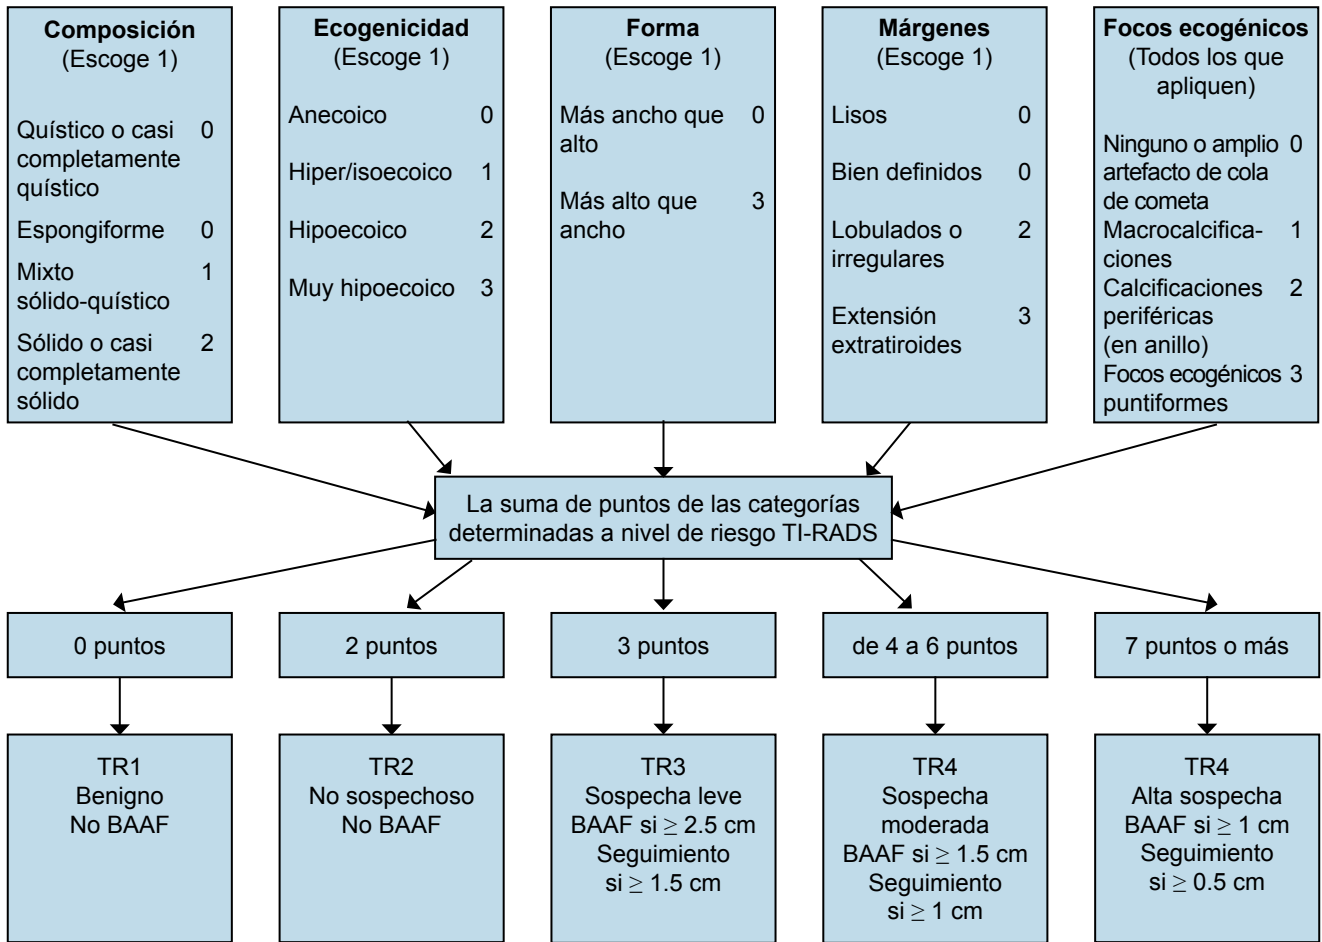 Composición
(Escoge 1)
Quístico o casi 0
completamente
quístico
Espongiforme 0
Mixto 1
sólido-quístico
Sólido o casi 2
completamente
sólido
Ecogenicidad
(Escoge 1)
Anecoico 0
Hiper/isoecoico 1
Hipoecoico 2
Muy hipoecoico 3
Forma
(Escoge 1)
Más ancho que 0
alto
Más alto que 3
ancho
Márgenes
(Escoge 1)
Lisos 0
Bien definidos 0
Lobulados o 2
irregulares
Extensión 3
extratiroides
Focos ecogénicos
(Todos los que
apliquen)
Ninguno o amplio 0
artefacto de cola
de cometa
Macrocalcifica- 1
ciones
Calcificaciones 2
periféricas
(en anillo)
Focos ecogénicos 3
puntiformes
La suma de puntos de las categorías
determinadas a nivel de riesgo TI-RADS
0 puntos
2 puntos
3 puntos
de 4 a 6 puntos
7 puntos o más
TR1
Benigno
No BAAF
TR2
No sospechoso
No BAAF
TR3
Sospecha leve
BAAF si ≥ 2.5 cm
Seguimiento
si ≥ 1.5 cm
TR4
Sospecha
moderada
BAAF si ≥ 1.5 cm
Seguimiento
si ≥ 1 cm
TR4
Alta sospecha
BAAF si ≥ 1 cm
Seguimiento
si ≥ 0.5 cm